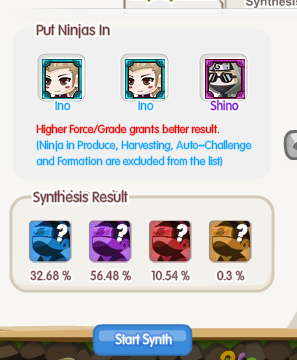 Synthesis
Put Ninjas In
Ino Ino Shino
Higher Force/Grade grants better result.
(Ninja in Produce, Harvesting, Auto-Challenge
and Formation are excluded from the list)
Synthesis Result
? ? ? ?
32.68 % 56.48 % 10.54 % 0.3 %
Start Synth